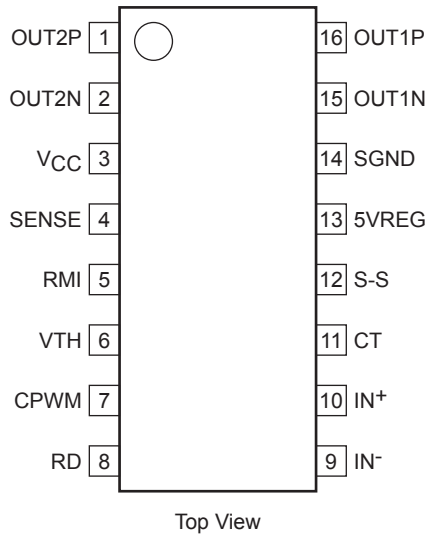 OUT2P 1 16 OUT1P
OUT2N 2 15 OUT1N
VCC 3 14 SGND
SENSE 4 13 5VREG
RMI 5 12 S-S
VTH 6 11 CT
CPWM 7 10 IN+
RD 8 9 IN-
Top View